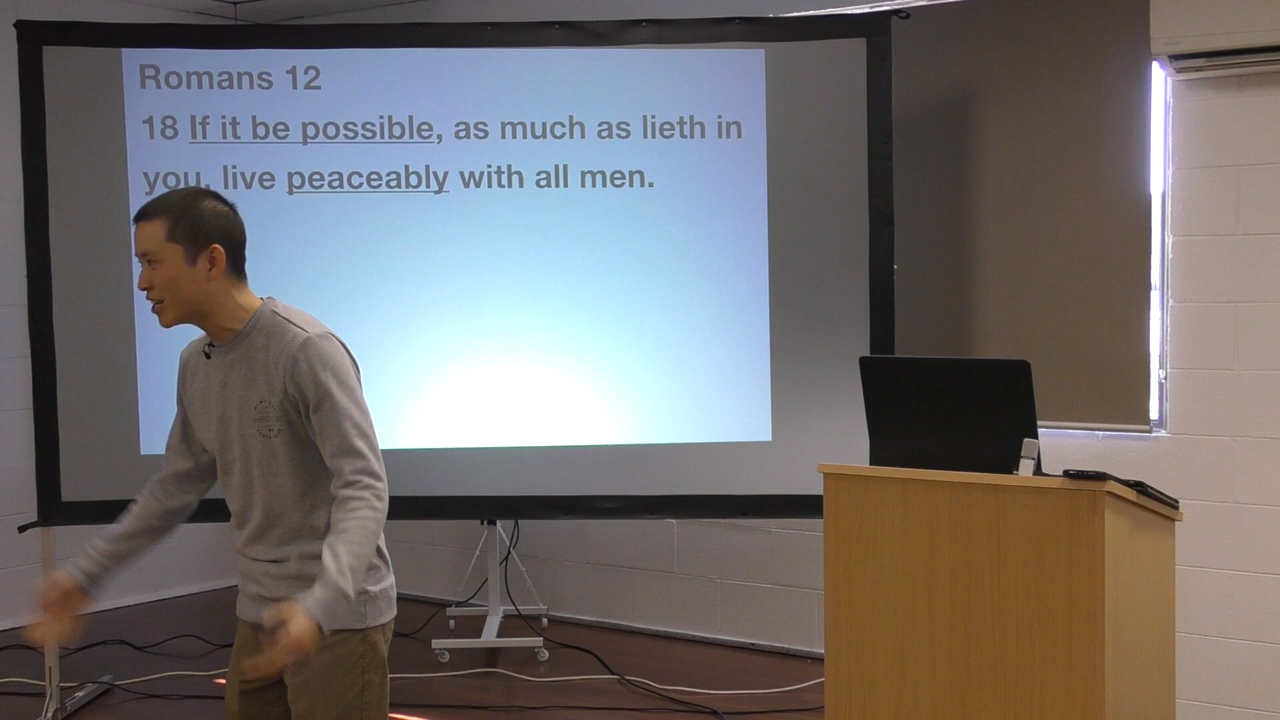 Romans 12
18 If it be possible, as much as lieth in
you, live peaceably with all men.